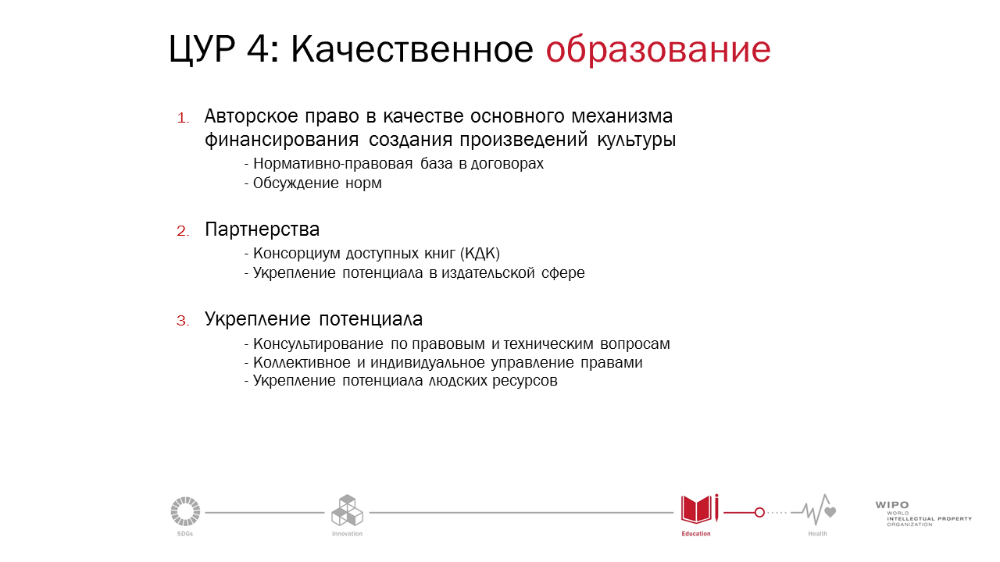 ЦУР 4: Качественное образование
1. Авторское право в качестве основного механизма
финансирования создания произведений культуры
- Нормативно-правовая база в договорах
- Обсуждение норм
2. Партнерства
- Консорциум доступных книг (КДК)
- Укрепление потенциала в издательской сфере
3. Укрепление потенциала
- Консультирование по правовым и техническим вопросам
- Коллективное и индивидуальное управление правами
- Укрепление потенциала людских ресурсов
SDGs
Innovation
Education
Health
WIPO
WORLD
INTELLECTUAL PROPERTY
ORGANIZATION